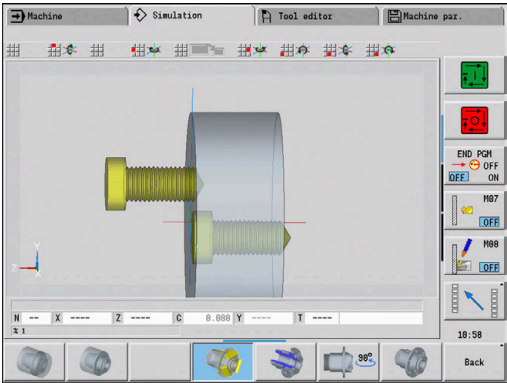 Machine Simulation Tool editor Machine par.
END PGM
OFF
OFF ON
M07
OFF
M08
OFF
Y
Z
N -- X ---- Z ---- C 0.000 Y ---- T ----
% 1
10:58
90°
Back